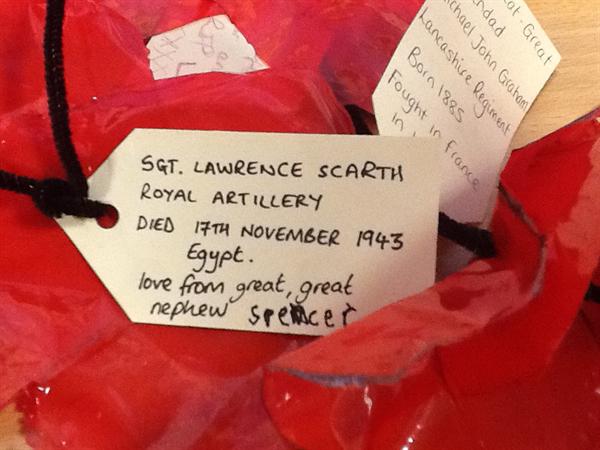 SGT. LAWRENCE SCARTH
ROYAL ARTILLERY
DIED 17TH NOVEMBER 1943
Egypt.
love from great, great
nephew Spencer
Great
Michael John Graham
Lancashire Regiment
Born 1885
Fought in France
in